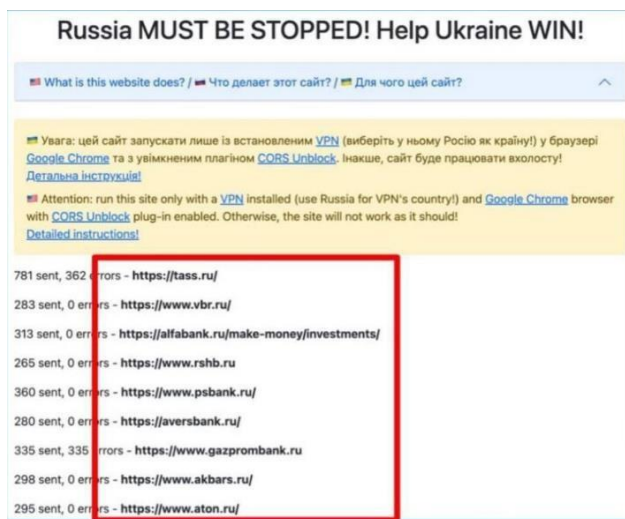 Russia MUST BE STOPPED! Help Ukraine WIN!
What is this website does? / Что делает этот сайт? / Для чого цей сайт?
Увага: цей сайт запускати лише із встановленим VPN (виберіть у ньому Росію як країну!) у браузері
Google Chrome та з увімкненим плагіном CORS Unblock. Інакше, сайт буде працювати вхолосту!
Детальна інструкція!
Attention: run this site only with a VPN installed (use Russia for VPN's country!) and Google Chrome browser
with CORS Unblock plug-in enabled. Otherwise, the site will not work as it should!
Detailed instructions!
781 sent, 362 errors - https://tass.ru/
283 sent, 0 errors - https://www.vbr.ru/
313 sent, 0 errors - https://alfabank.ru/make-money/investments/
265 sent, 0 errors - https://www.rshb.ru
360 sent, 0 errors - https://www.psbank.ru/
280 sent, 0 errors - https://aversbank.ru/
335 sent, 335 errors - https://www.gazprombank.ru
298 sent, 0 errors - https://www.akbars.ru/
295 sent, 0 errors - https://www.aton.ru/